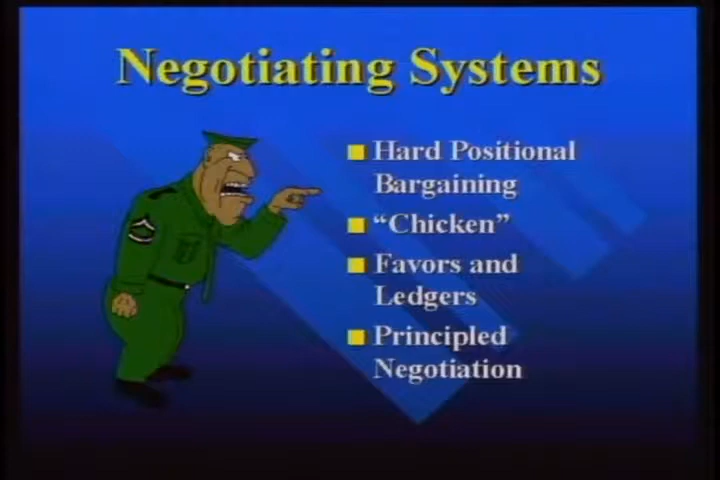 Negotiating Systems
Hard Positional
Bargaining
“Chicken”
Favors and
Ledgers
Principled
Negotiation